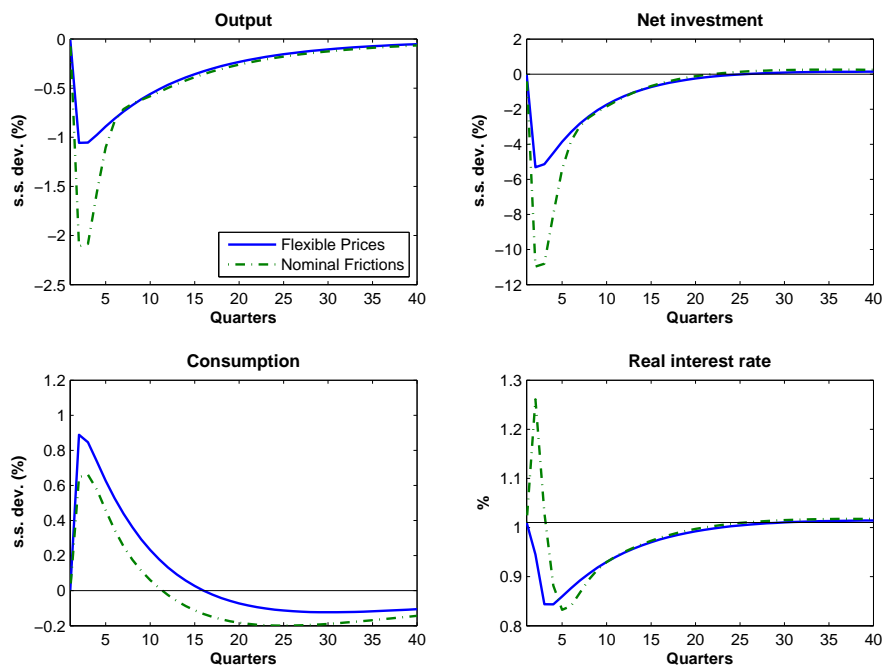 Output
0
−0.5
−1
−1.5
−2
−2.5
s.s. dev. (%)
5 10 15 20 25 30 35 40
Quarters
Flexible Prices
Nominal Frictions
Net investment
2
0
−2
−4
−6
−8
−10
−12
s.s. dev. (%)
5 10 15 20 25 30 35 40
Quarters
Consumption
1.2
1
0.8
0.6
0.4
0.2
0
−0.2
s.s. dev. (%)
5 10 15 20 25 30 35 40
Quarters
Real interest rate
1.3
1.2
1.1
1
0.9
0.8
%
5 10 15 20 25 30 35 40
Quarters